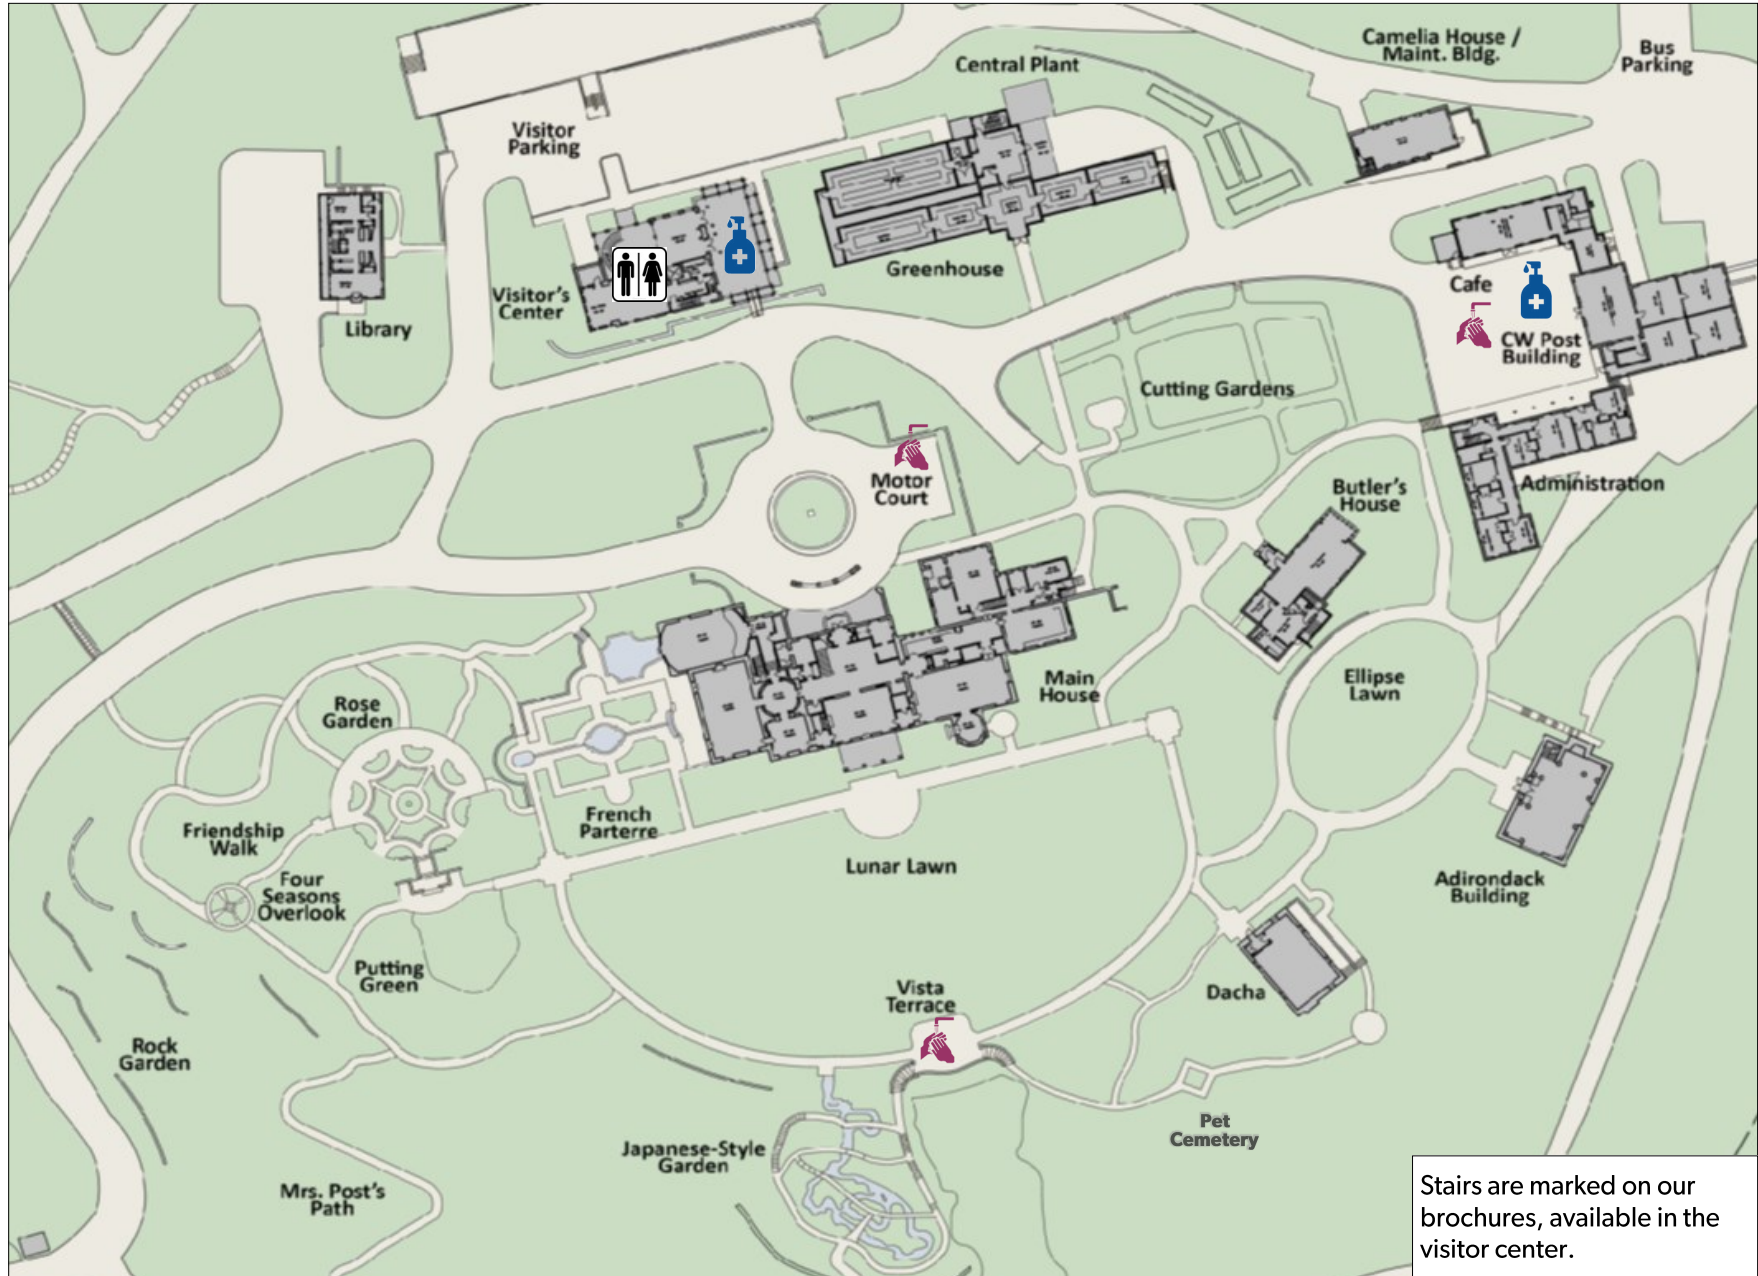 Camelia House /
Maint. Bldg.
Bus
Parking
Central Plant
Visitor
Parking
Greenhouse
Cafe
Visitor's
Center
Library
CW Post
Building
Cutting Gardens
Motor
Court
Butler's
House
Administration
Main
House
Ellipse
Lawn
Rose
Garden
French
Parterre
Friendship
Walk
Lunar Lawn
Four
Seasons
Overlook
Adirondack
Building
Putting
Green
Vista
Terrace
Dacha
Rock
Garden
Pet
Cemetery
Japanese-Style
Garden
Mrs. Post's
Path
Stairs are marked on our
brochures, available in the
visitor center.